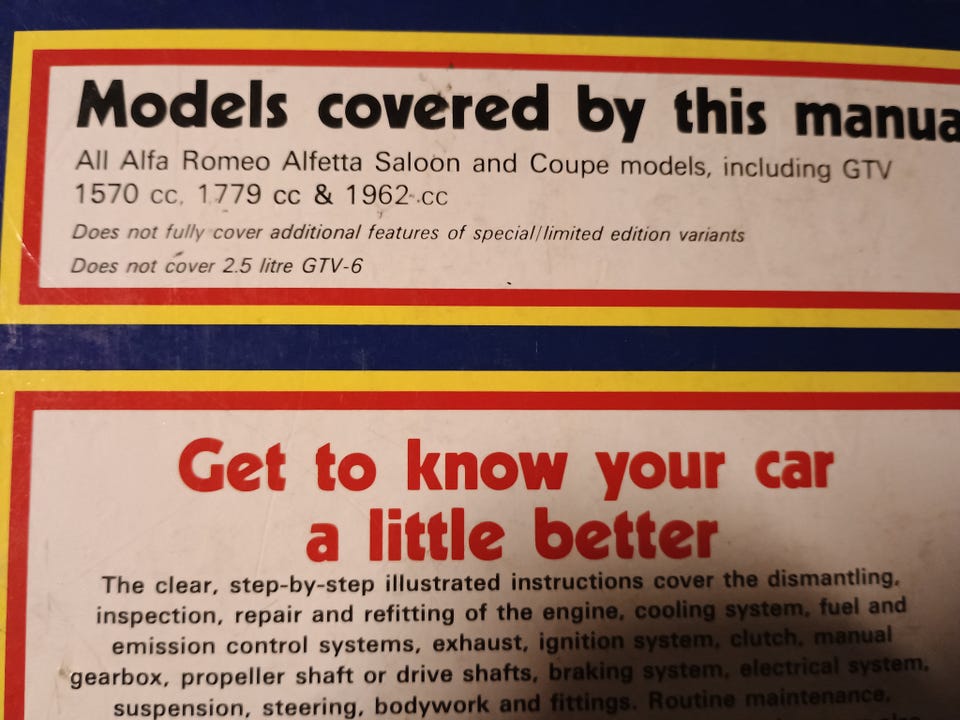 Models covered by this manua
All Alfa Romeo Alfetta Saloon and Coupe models, including GTV
1570 cc, 1779 cc & 1962 cc
Does not fully cover additional features of special/limited edition variants
Does not cover 2.5 litre GTV-6
Get to know your car
a little better
The clear, step-by-step illustrated instructions cover the dismantling,
inspection, repair and refitting of the engine, cooling system, fuel and
emission control systems, exhaust, ignition system, clutch, manual
gearbox, propeller shaft or drive shafts, braking system, electrical system,
suspension, steering, bodywork and fittings. Routine maintenance,